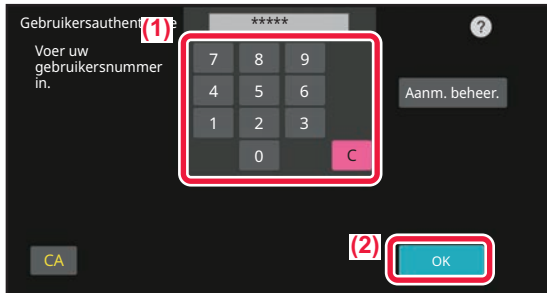 Gebruikersauthent
(1)
*****
?
Voer uw
gebruikersnummer
in.
7 8 9
4 5 6
1 2 3
0 C
Aanm. beheer.
(2)
CA
OK